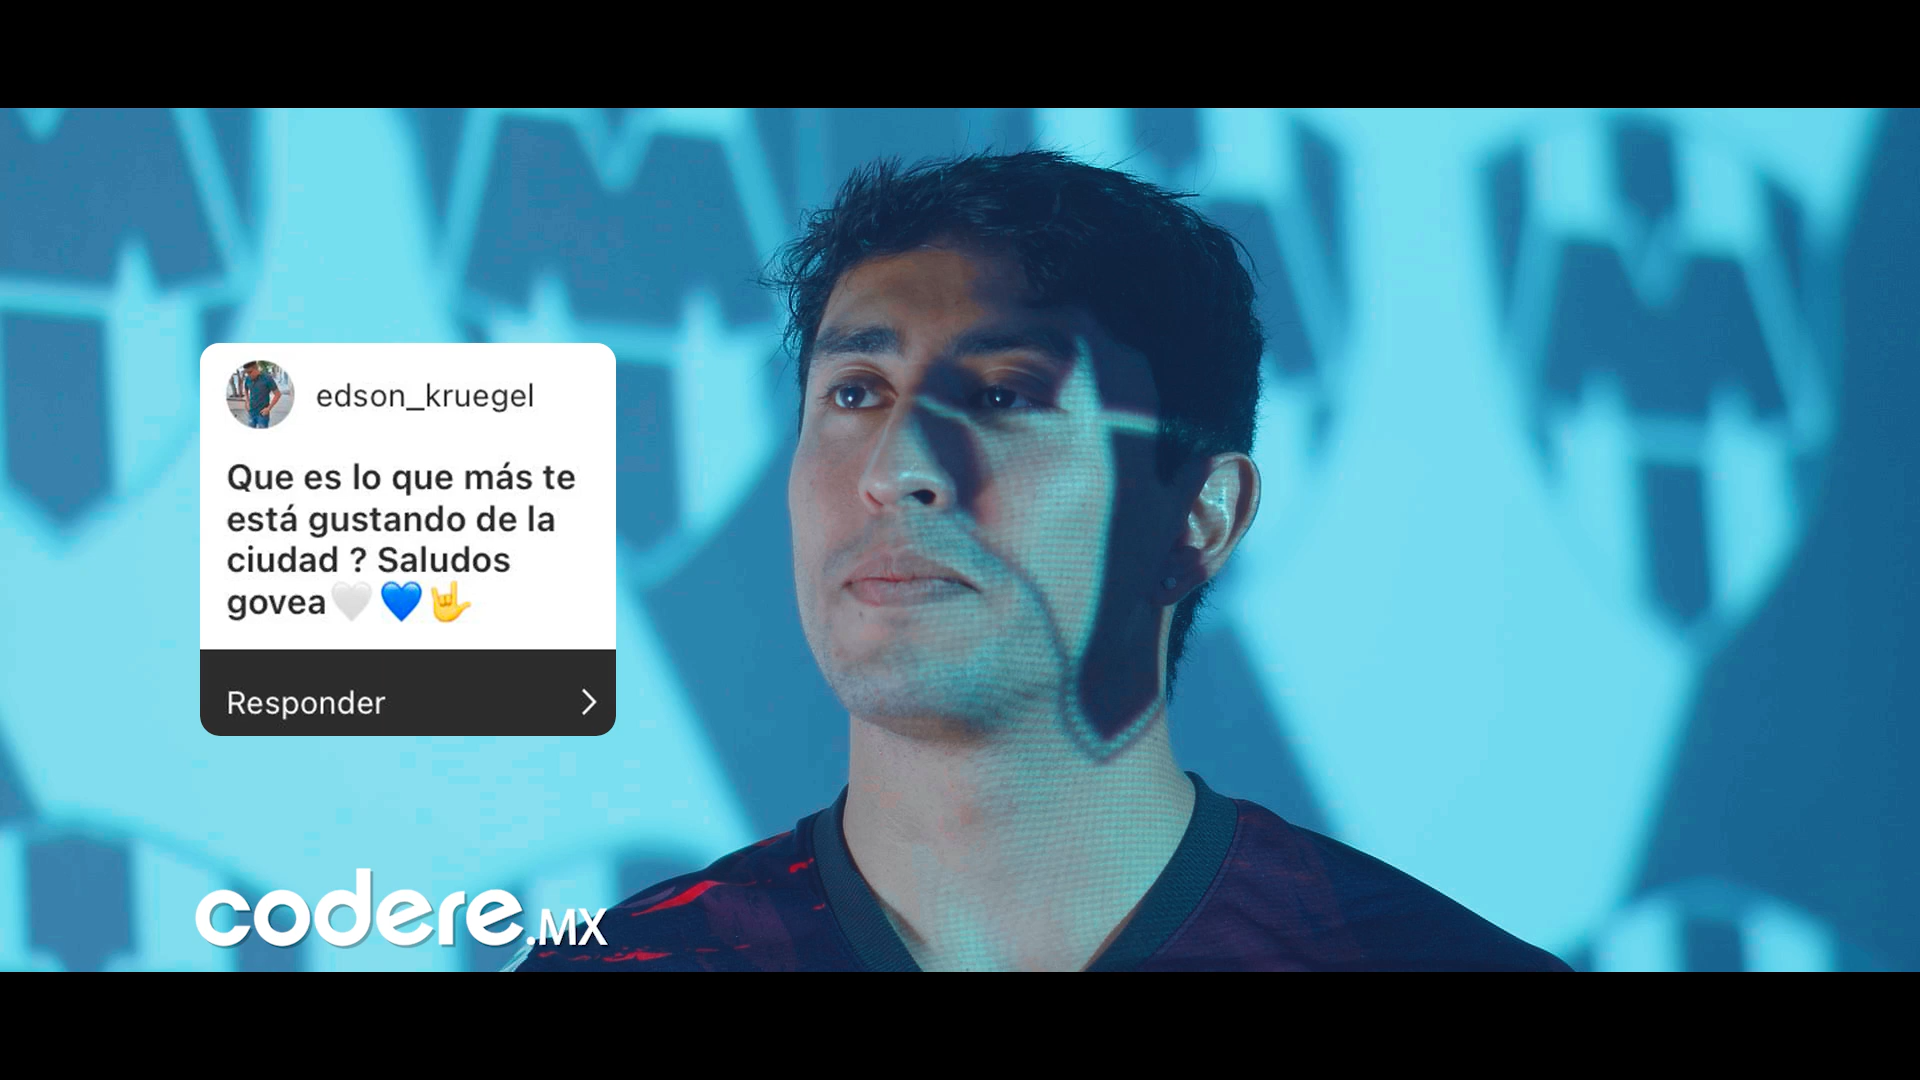 edson_kruegel
Que es lo que más te
está gustando de la
ciudad ? Saludos
govea🤍💙🤟
Responder
codere.MX